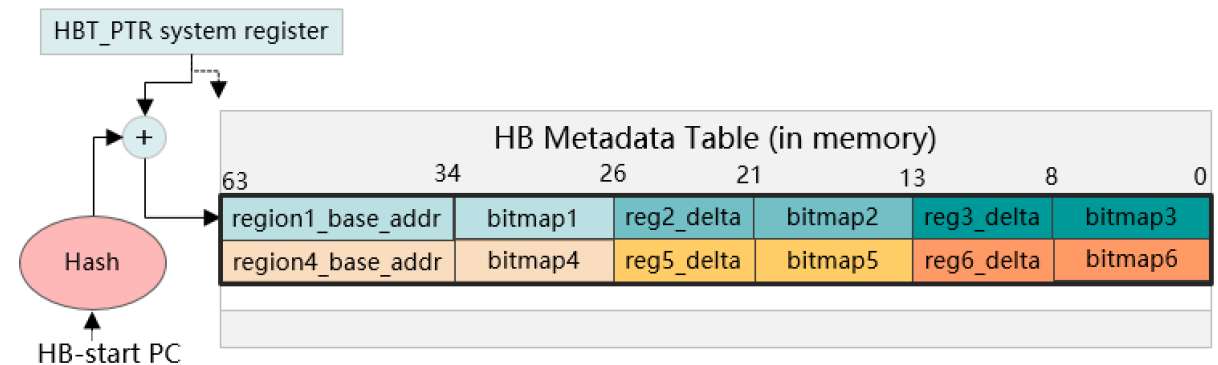 HBT_PTR system register
+
HB Metadata Table (in memory)
63 34 26 21 13 8 0
region1_base_addr bitmap1 reg2_delta bitmap2 reg3_delta bitmap3
region4_base_addr bitmap4 reg5_delta bitmap5 reg6_delta bitmap6
Hash
HB-start PC